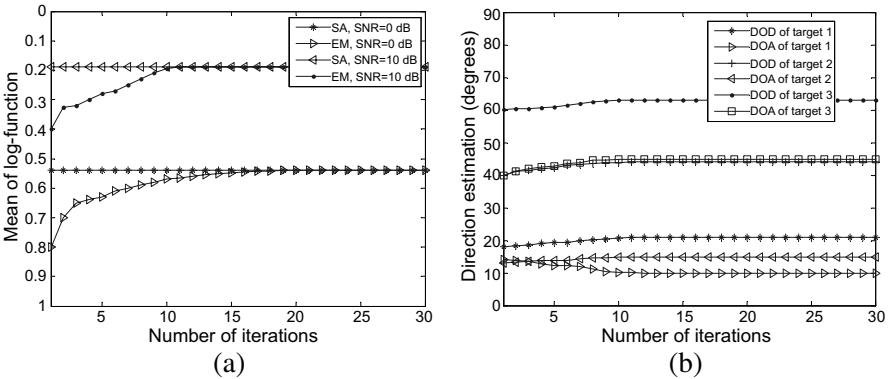 0
0.1
0.2
0.3
0.4
0.5
0.6
0.7
0.8
0.9
1
Mean of log-function
5 10 15 20 25 30
Number of iterations
SA, SNR=0 dB
EM, SNR=0 dB
SA, SNR=10 dB
EM, SNR=10 dB
(a)
90
80
70
60
50
40
30
20
10
0
Direction estimation (degrees)
5 10 15 20 25 30
Number of iterations
DOD of target 1
DOA of target 1
DOD of target 2
DOA of target 2
DOD of target 3
DOA of target 3
(b)